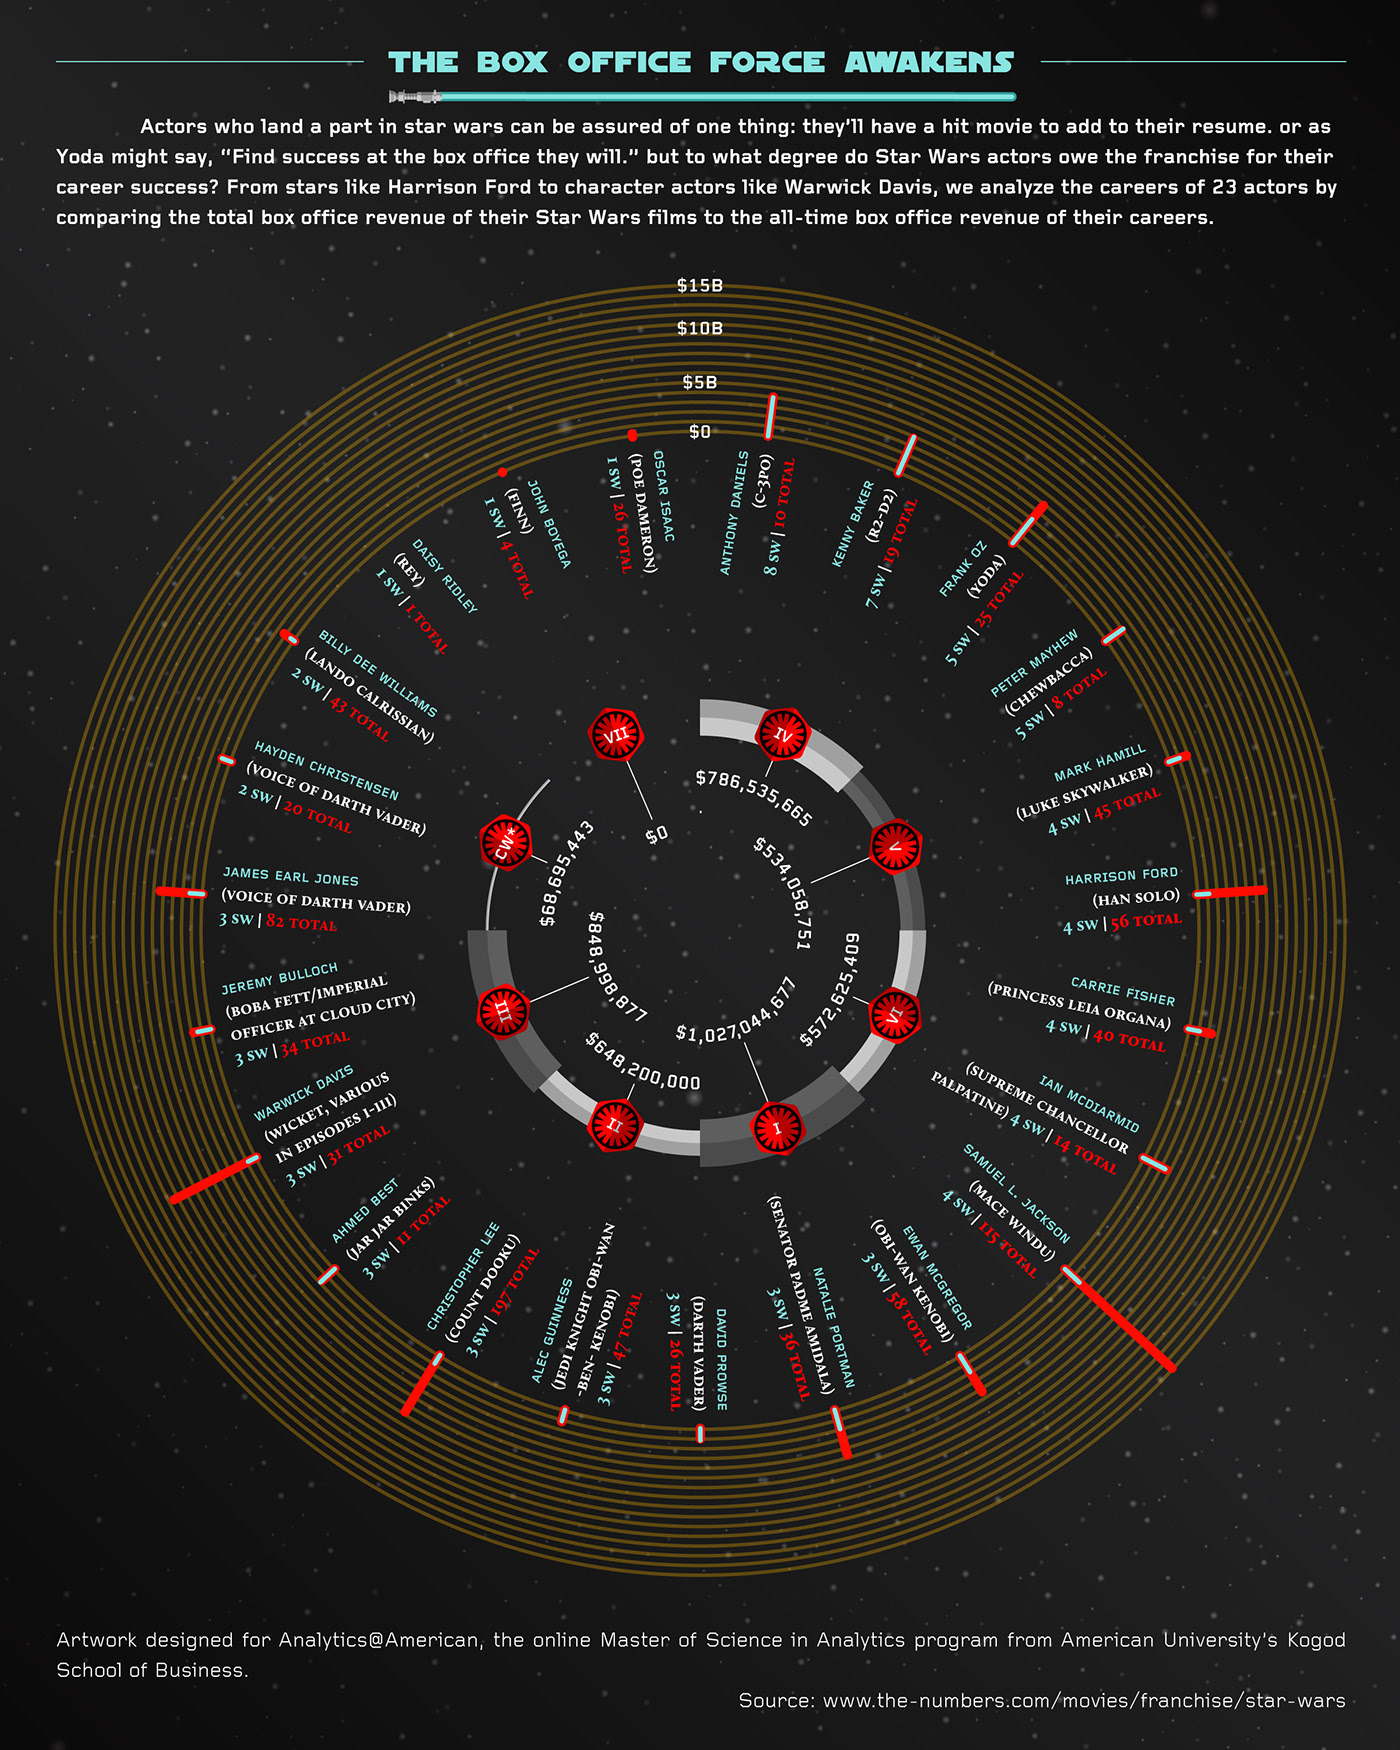 THE BOX OFFICE FORCE AWAKENS
Actors who land a part in star wars can be assured of one thing: they'll have a hit movie to add to their resume. or as
Yoda might say, “Find success at the box office they will.” but to what degree do Star Wars actors owe the franchise for their
career success? From stars like Harrison Ford to character actors like Warwick Davis, we analyze the careers of 23 actors by
comparing the total box office revenue of their Star Wars films to the all-time box office revenue of their careers.
$15B
$10B
$5B
$0
ANTHONY DANIELS
(C-3PO)
8 SW | 10 TOTAL
KENNY BAKER
(R2-D2)
7 SW | 19 TOTAL
FRANK OZ
(YODA)
5 SW | 25 TOTAL
PETER MAYHEW
(CHEWBACCA)
5 SW | 8 TOTAL
MARK HAMILL
(LUKE SKYWALKER)
4 SW | 45 TOTAL
HARRISON FORD
(HAN SOLO)
4 SW | 56 TOTAL
CARRIE FISHER
(PRINCESS LEIA ORGANA)
4 SW | 40 TOTAL
IAN MCDIARMID
(SUPREME CHANCELLOR
PALPATINE) 4 SW | 14 TOTAL
SAMUEL L. JACKSON
(MACE WINDU)
4 SW | 115 TOTAL
EWAN MCGREGOR
(OBI-WAN KENOBI)
3 SW | 58 TOTAL
NATALIE PORTMAN
(SENATOR PADME AMIDALA)
3 SW | 36 TOTAL
DAVID PROWSE
(DARTH VADER)
3 SW | 26 TOTAL
ALEC GUINNESS
(JEDI KNIGHT OBI-WAN
-BEN- KENOBI)
3 SW | 47 TOTAL
CHRISTOPHER LEE
(COUNT DOOKU)
3 SW | 197 TOTAL
AHMED BEST
(JAR JAR BINKS)
3 SW | 11 TOTAL
WARWICK DAVIS
(WICKET, VARIOUS
IN EPISODES I-III)
3 SW | 31 TOTAL
JEREMY BULLOCH
(BOBA FETT/IMPERIAL
OFFICER AT CLOUD CITY)
3 SW | 34 TOTAL
JAMES EARL JONES
(VOICE OF DARTH VADER)
3 SW | 82 TOTAL
HAYDEN CHRISTENSEN
(VOICE OF DARTH VADER)
2 SW | 20 TOTAL
BILLY DEE WILLIAMS
(LANDO CALRISSIAN)
2 SW | 43 TOTAL
DAISY RIDLEY
(REY)
1 SW | 1 TOTAL
JOHN BOYEGA
(FINN)
1 SW | 4 TOTAL
OSCAR ISAAC
(POE DAMERON)
1 SW | 26 TOTAL
IV
$786,535,665
V
$534,058,751
VI
$572,625,409
I
$1,027,044,677
II
$648,200,000
III
$848,998,877
CW*
$68,695,443
VII
$0
Artwork designed for Analytics@American, the online Master of Science in Analytics program from American University's Kogod
School of Business.
Source: www.the-numbers.com/movies/franchise/star-wars